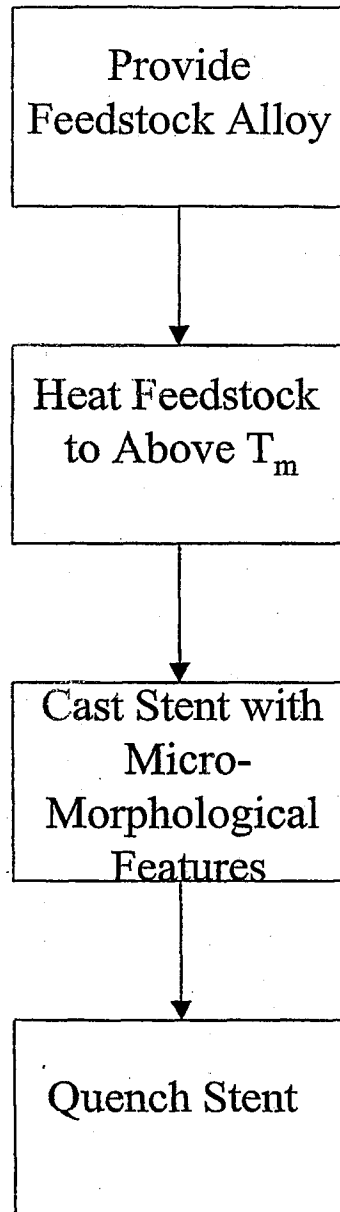 Provide
Feedstock Alloy
Heat Feedstock
to Above Tm
Cast Stent with
Micro-
Morphological
Features
Quench Stent